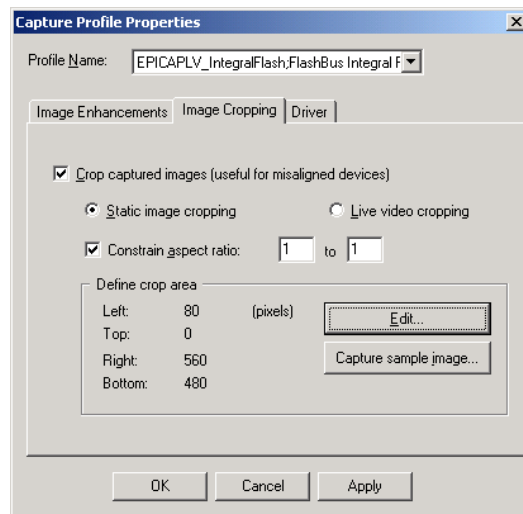 Capture Profile Properties
Profile Name: EPICAPLV_IntegralFlash;FlashBus Integral F
Image Enhancements Image Cropping Driver
Crop captured images (useful for misaligned devices)
Static image cropping Live video cropping
Constrain aspect ratio: 1 to 1
Define crop area
Left: 80 (pixels) Edit...
Top: 0
Right: 560 Capture sample image...
Bottom: 480
OK Cancel Apply